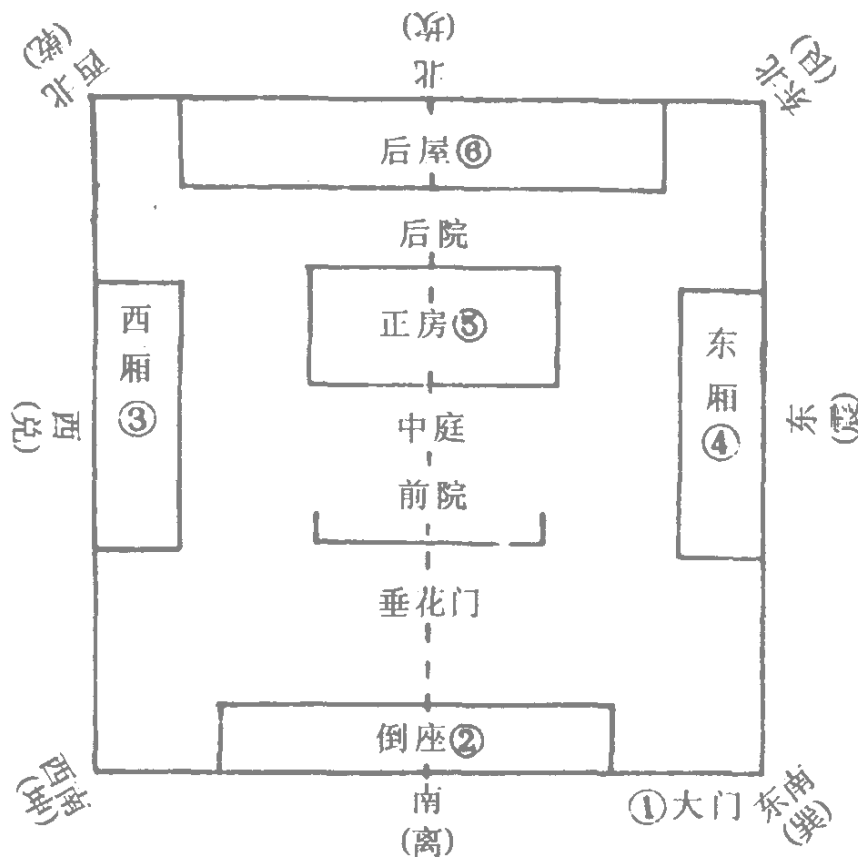 (坎)
北
西北
(乾)
东北
(艮)
后屋⑥
后院
正房⑤
西厢③
东厢④
西
(兑)
东
(震)
中庭
前院
垂花门
倒座②
西南
(坤)
南
(离)
①大门
东南
(巽)